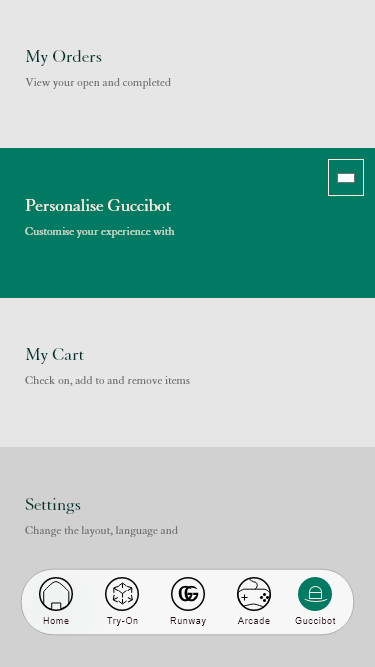 My Orders
View your open and completed
Personalise Guccibot
Customise your experience with
My Cart
Check on, add to and remove items
Settings
Change the layout, language and
Home
Try-On
Runway
Arcade
Guccibot